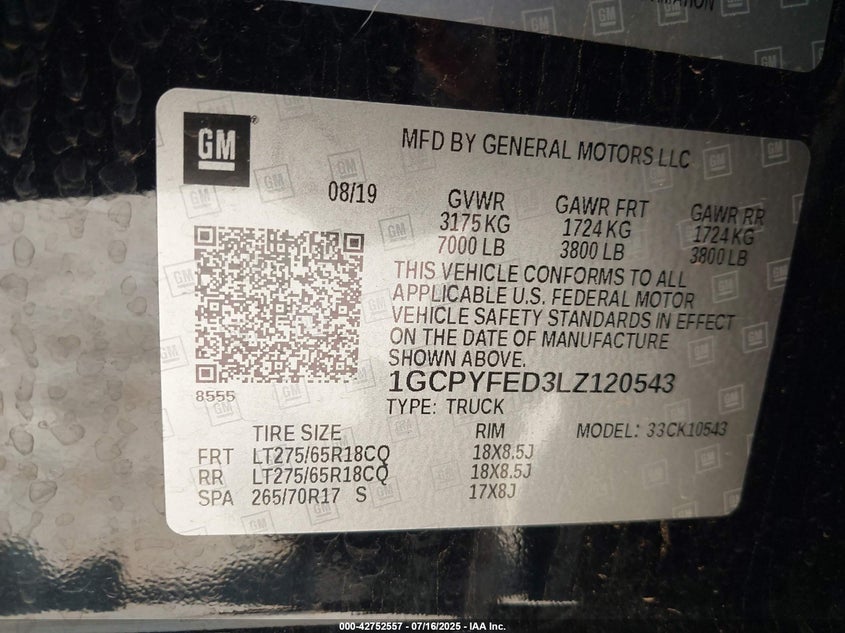 GM
MFD BY GENERAL MOTORS LLC
08/19
GVWR GAWR FRT GAWR RR
3175 KG 1724 KG 1724 KG
7000 LB 3800 LB 3800 LB
THIS VEHICLE CONFORMS TO ALL
APPLICABLE U.S. FEDERAL MOTOR
VEHICLE SAFETY STANDARDS IN EFFECT
ON THE DATE OF MANUFACTURE
SHOWN ABOVE.
1GCPYFED3LZ120543
8555
TYPE: TRUCK
TIRE SIZE RIM MODEL: 33CK10543
FRT LT275/65R18CQ 18X8.5J
RR LT275/65R18CQ 18X8.5J
SPA 265/70R17 S 17X8J
000-42752557 - 07/16/2025 - IAA Inc.